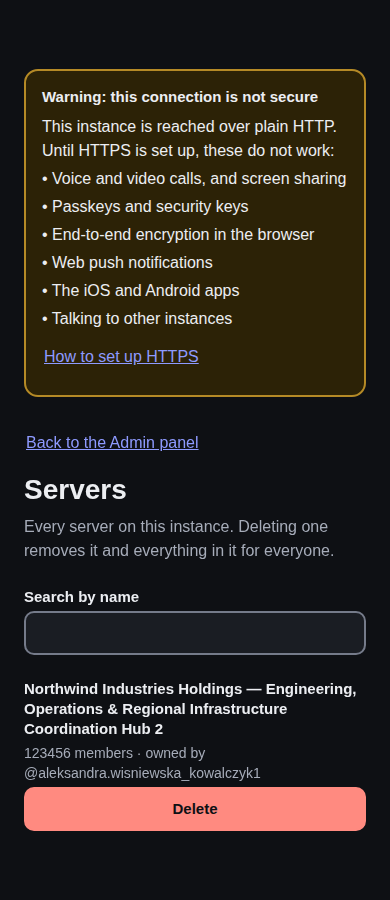 Warning: this connection is not secure
This instance is reached over plain HTTP.
Until HTTPS is set up, these do not work:
• Voice and video calls, and screen sharing
• Passkeys and security keys
• End-to-end encryption in the browser
• Web push notifications
• The iOS and Android apps
• Talking to other instances
How to set up HTTPS
Back to the Admin panel
Servers
Every server on this instance. Deleting one
removes it and everything in it for everyone.
Search by name
Northwind Industries Holdings — Engineering,
Operations & Regional Infrastructure
Coordination Hub 2
123456 members · owned by
@aleksandra.wisniewska_kowalczyk1
Delete